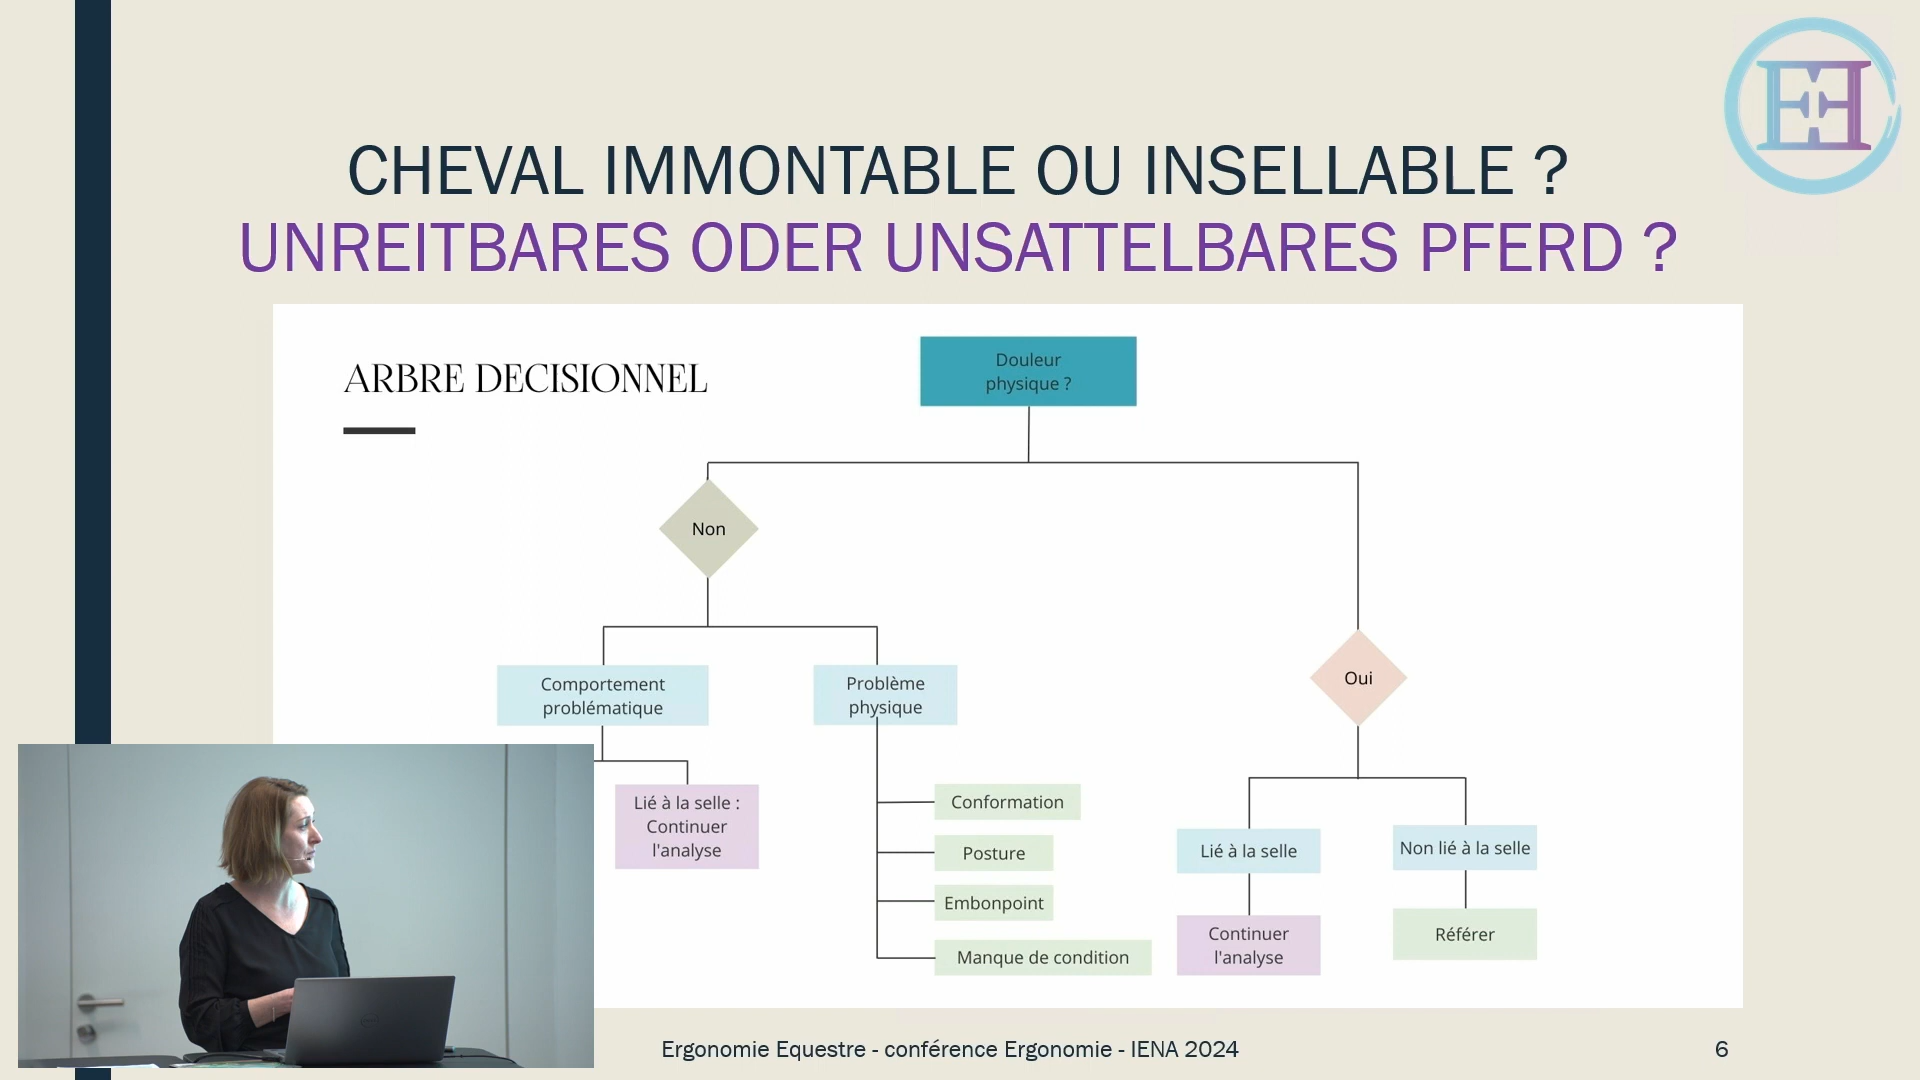 CHEVAL IMMONTABLE OU INSELLABLE ?
UNREITBARES ODER UNSATTELBARES PFERD ?
ARBRE DECISIONNEL
Douleur
physique ?
Non
Oui
Comportement
problématique
Problème
physique
Lié à la selle :
Continuer
l'analyse
Conformation
Posture
Embonpoint
Manque de condition
Lié à la selle
Continuer
l'analyse
Non lié à la selle
Référer
Ergonomie Equestre - conférence Ergonomie - IENA 2024
6